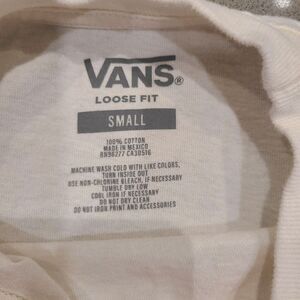 VANS®
LOOSE FIT
SMALL
100% COTTON
MADE IN MEXICO
RN98277 CA30516
MACHINE WASH COLD WITH LIKE COLORS,
TURN INSIDE OUT
USE NON-CHLORINE BLEACH, IF NECESSARY
TUMBLE DRY LOW
COOL IRON IF NECESSARY
DO NOT DRY CLEAN
DO NOT IRON PRINT AND ACCESSORIES